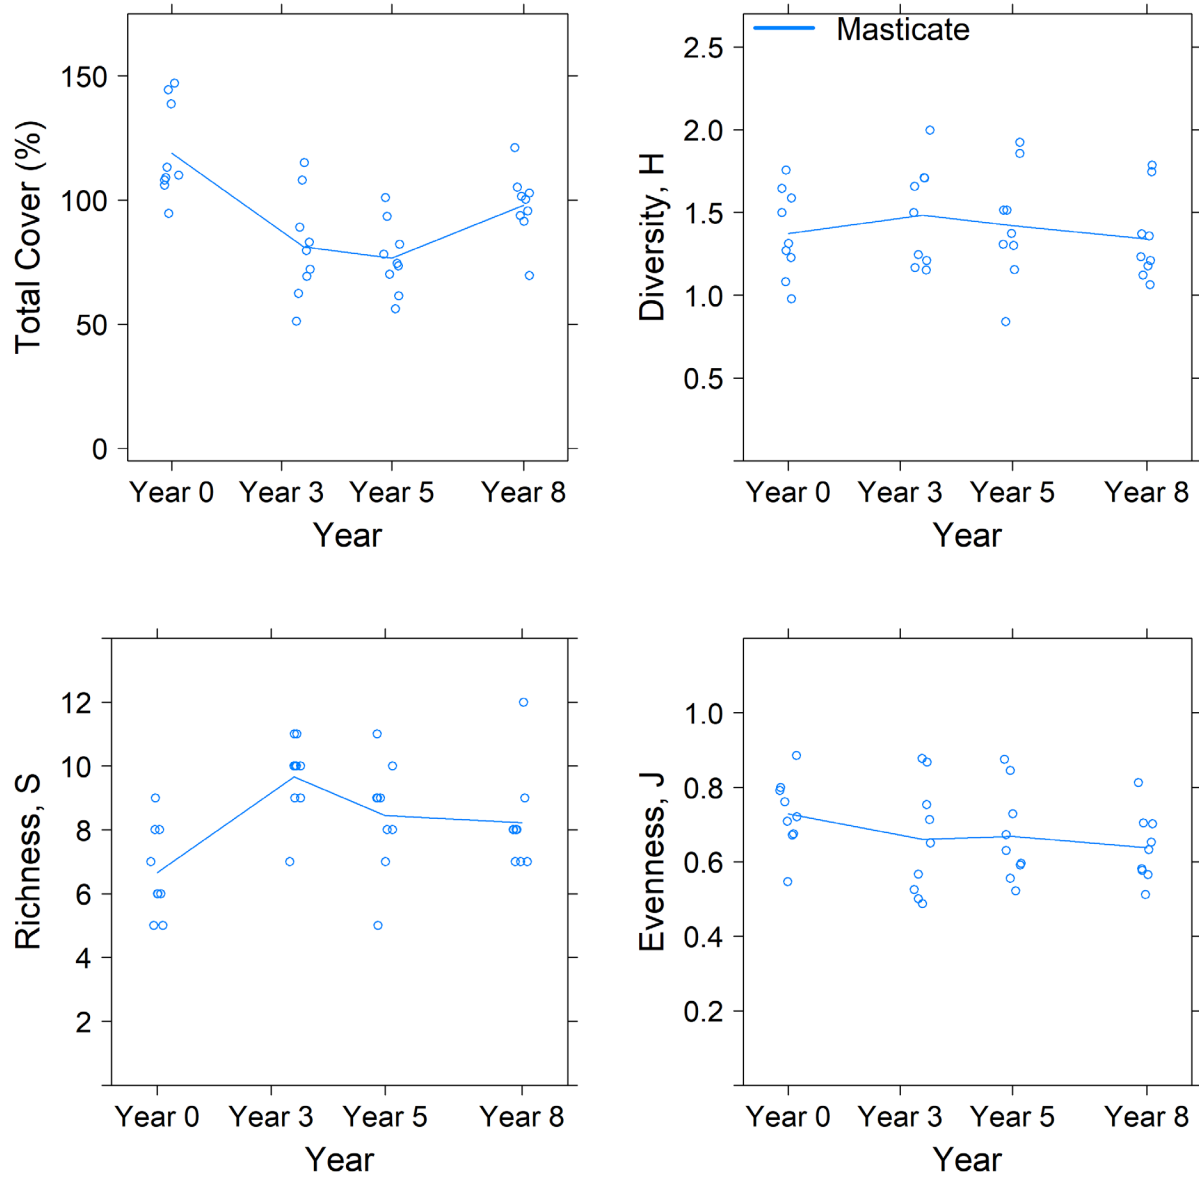 Total Cover (%)
150
100
50
0
Year 0 Year 3 Year 5 Year 8
Year
Masticate
Diversity, H
2.5
2.0
1.5
1.0
0.5
Year 0 Year 3 Year 5 Year 8
Year
Richness, S
12
10
8
6
4
2
Year 0 Year 3 Year 5 Year 8
Year
Evenness, J
1.0
0.8
0.6
0.4
0.2
Year 0 Year 3 Year 5 Year 8
Year